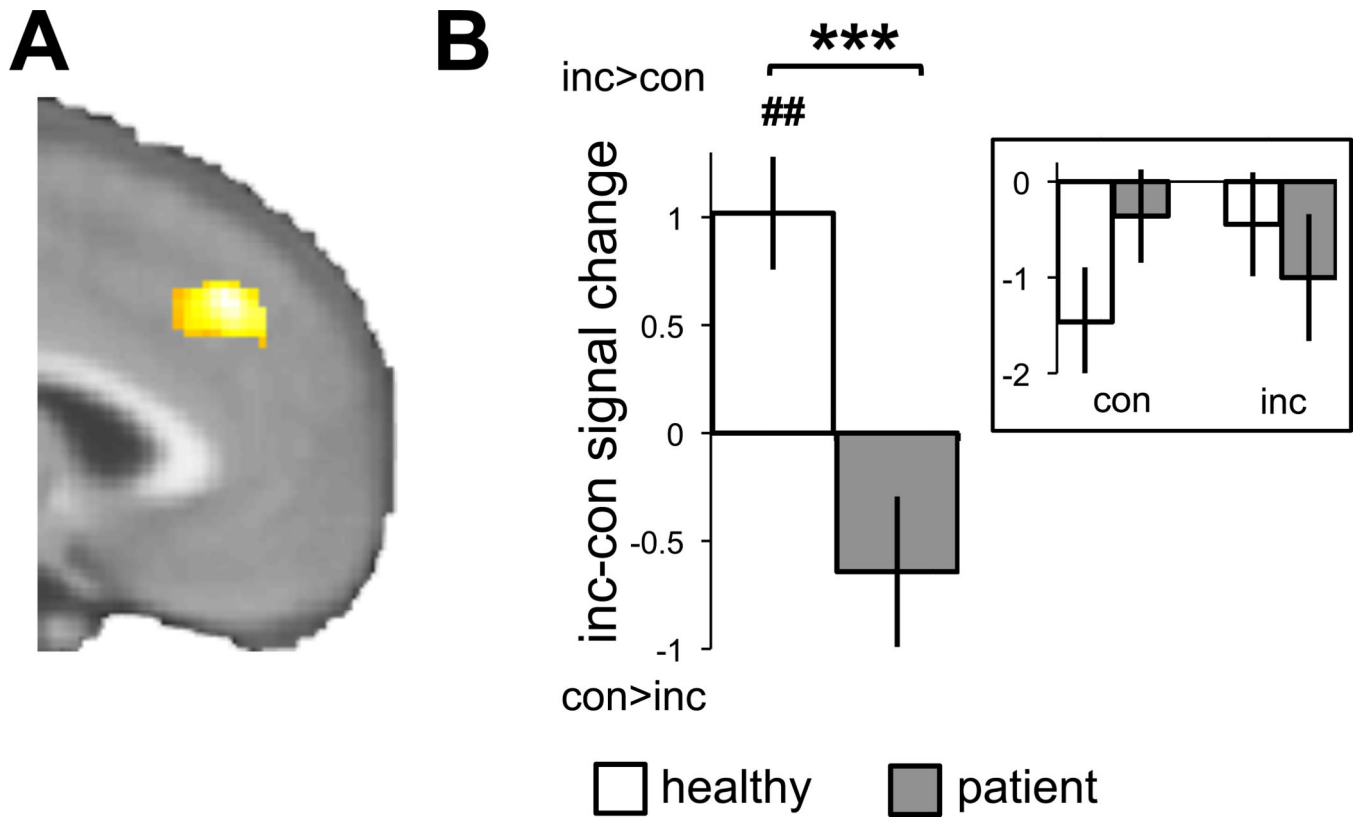 A
B
inc>con
***
##
inc-con signal change
1
0.5
0
-0.5
-1
con>inc
0
-1
-2
con inc
healthy patient